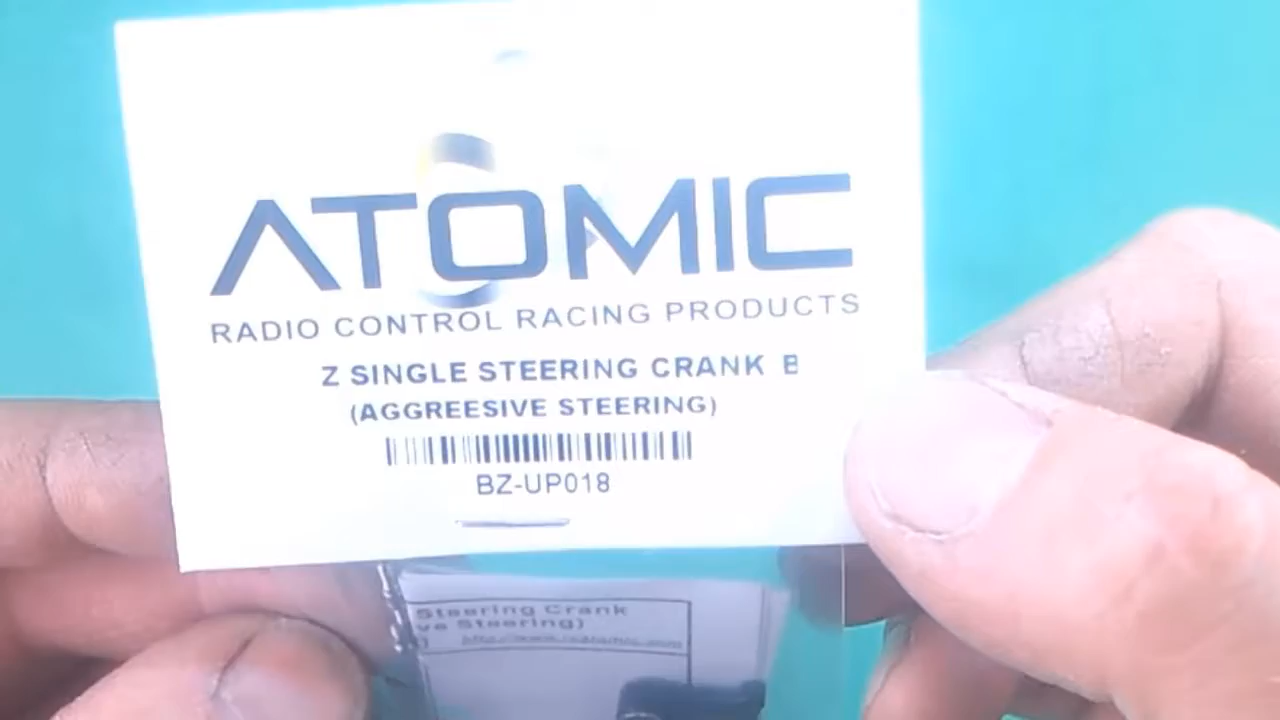 ATOMIC
RADIO CONTROL RACING PRODUCTS
Z SINGLE STEERING CRANK B
(AGGREESIVE STEERING)
BZ-UP018
Steering Crank
ve Steering)